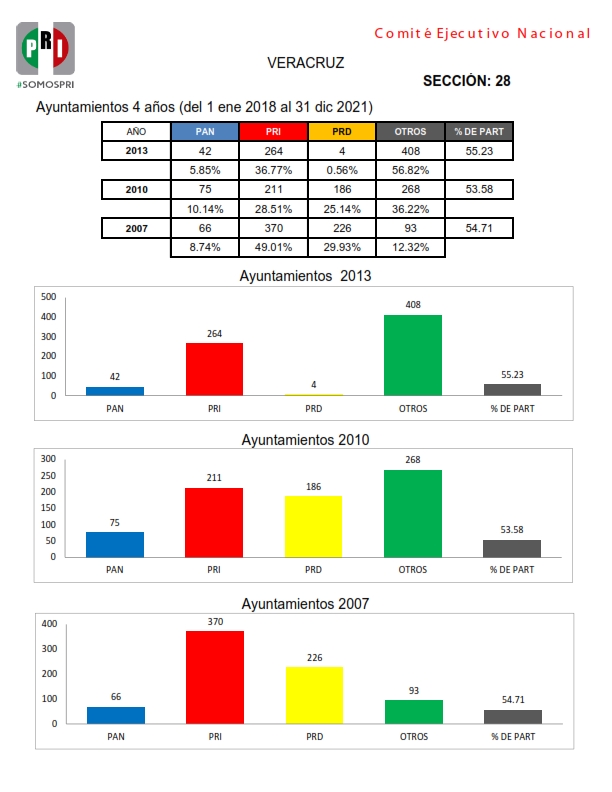 Comité Ejecutivo Nacional
PRI
#SOMOSPRI
VERACRUZ
SECCIÓN: 28
Ayuntamientos 4 años (del 1 ene 2018 al 31 dic 2021)
AÑO PAN PRI PRD OTROS % DE PART
2013 42 264 4 408 55.23
5.85% 36.77% 0.56% 56.82%
2010 75 211 186 268 53.58
10.14% 28.51% 25.14% 36.22%
2007 66 370 226 93 54.71
8.74% 49.01% 29.93% 12.32%
Ayuntamientos 2013
500
400
300
200
100
0
42 264 4 408 55.23
PAN PRI PRD OTROS % DE PART
Ayuntamientos 2010
300
250
200
150
100
50
0
75 211 186 268 53.58
PAN PRI PRD OTROS % DE PART
Ayuntamientos 2007
400
300
200
100
0
66 370 226 93 54.71
PAN PRI PRD OTROS % DE PART